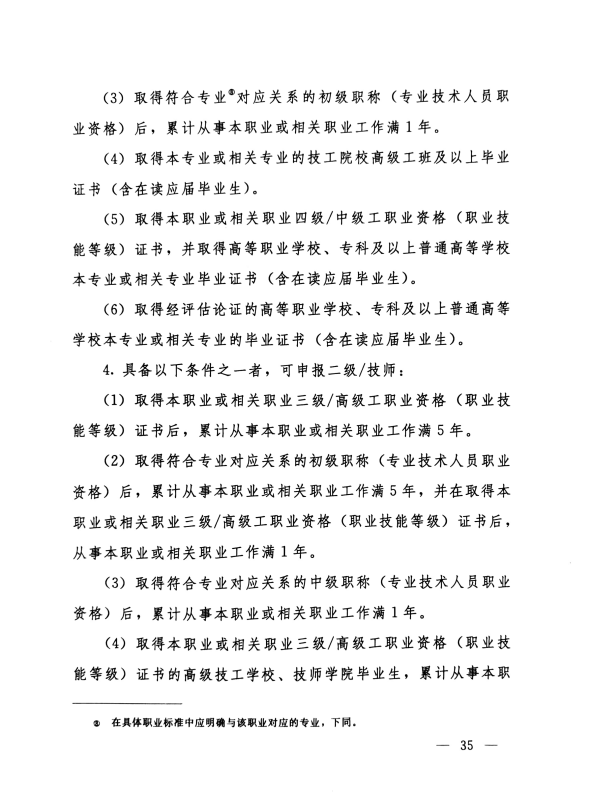 （3）取得符合专业对应关系的初级职称（专业技术人员职
业资格）后，累计从事本职业或相关职业工作满1年。
（4）取得本专业或相关专业的技工院校高级工班及以上毕业
证书（含在读应届毕业生）。
（5）取得本职业或相关职业四级/中级工职业资格（职业技
能等级）证书，并取得高等职业学校、专科及以上普通高等学校
本专业或相关专业毕业证书（含在读应届毕业生）。
（6）取得经评估论证的高等职业学校、专科及以上普通高等
学校本专业或相关专业的毕业证书（含在读应届毕业生）。
4. 具备以下条件之一者，可申报二级/技师：
（1）取得本职业或相关职业三级/高级工职业资格（职业技
能等级）证书后，累计从事本职业或相关职业工作满5年。
（2）取得符合专业对应关系的初级职称（专业技术人员职业
资格）后，累计从事本职业或相关职业工作满5年，并在取得本
职业或相关职业三级/高级工职业资格（职业技能等级）证书后，
从事本职业或相关职业工作满1年。
（3）取得符合专业对应关系的中级职称（专业技术人员职业
资格）后，累计从事本职业或相关职业工作满1年。
（4）取得本职业或相关职业三级/高级工职业资格（职业技
能等级）证书的高级技工学校、技师学院毕业生，累计从事本职
在具体职业标准中应明确与该职业对应的专业，下同。
— 35 —